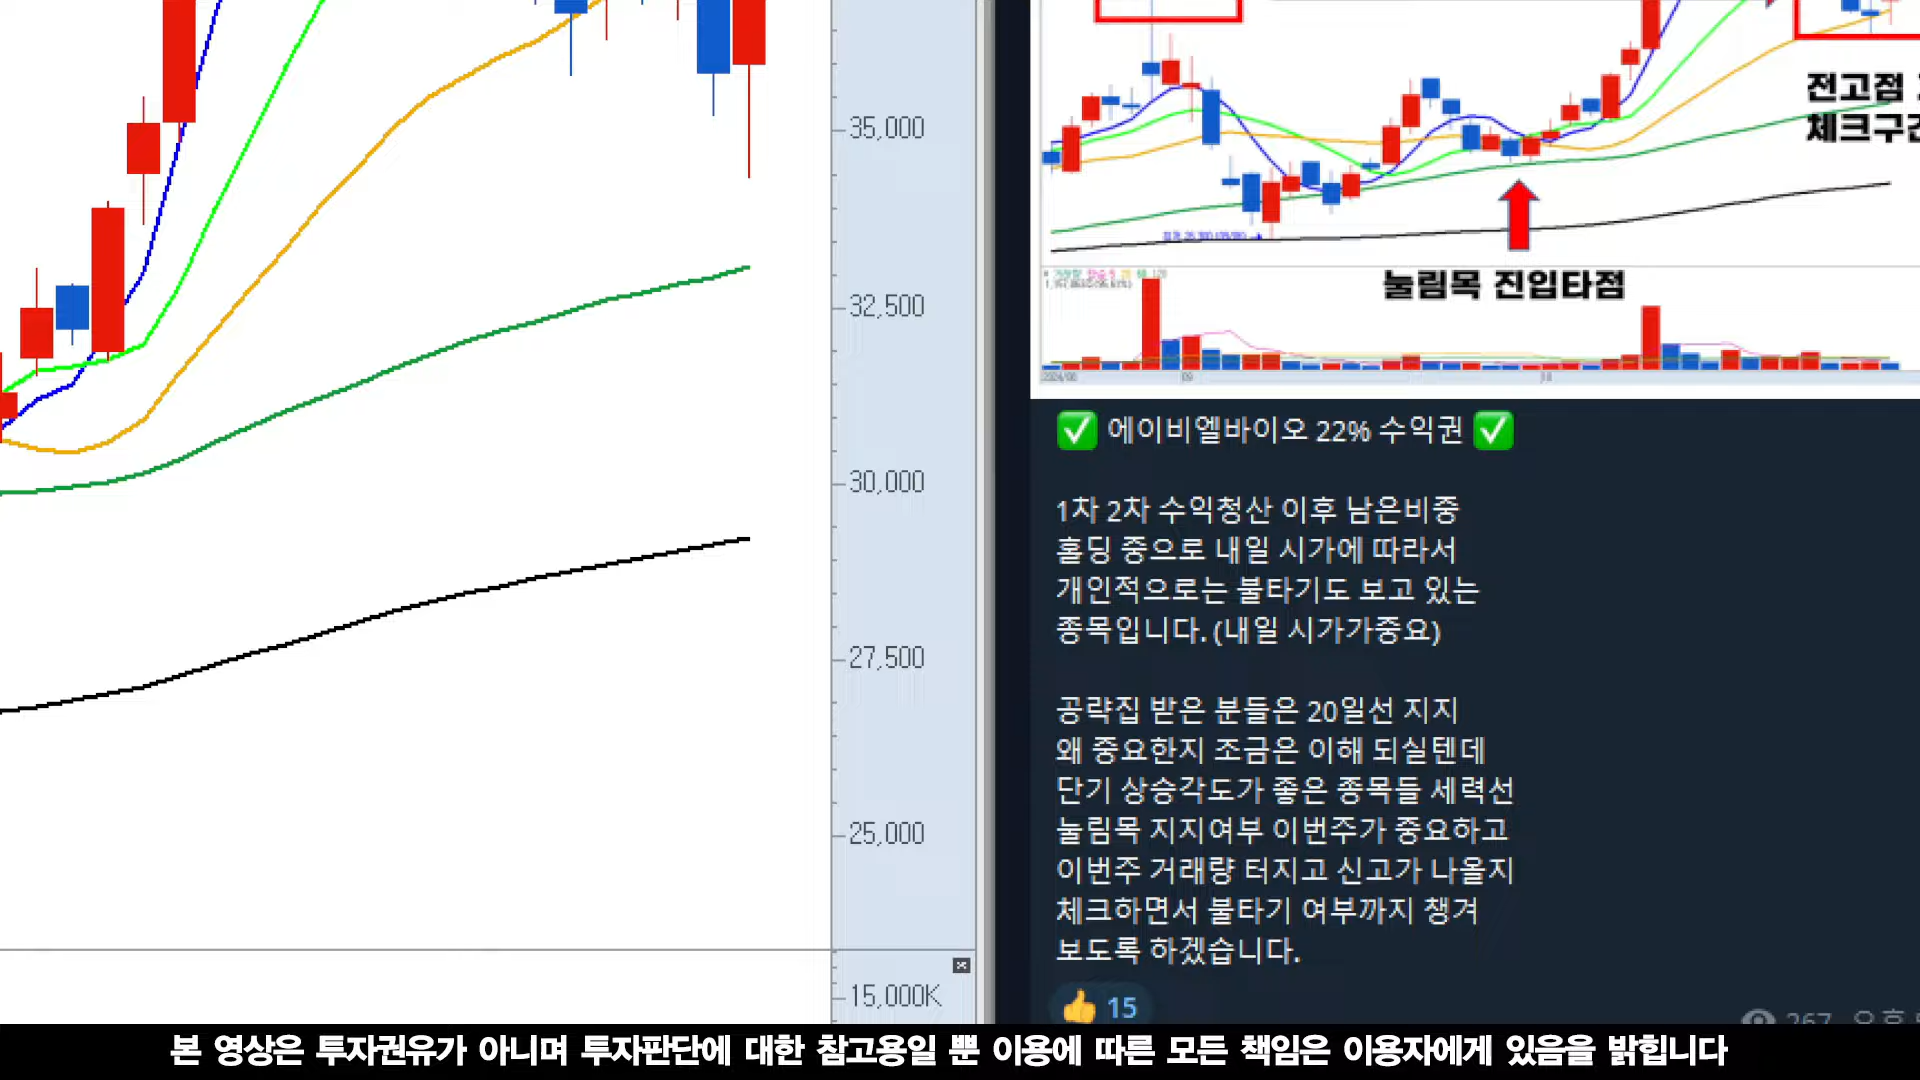 35,000
32,500
30,000
27,500
25,000
15,000K
전고점
체크구간
눌림목 진입타점
✅ 에이비엘바이오 22% 수익권 ✅
1차 2차 수익청산 이후 남은비중
홀딩 중으로 내일 시가에 따라서
개인적으로는 불타기도 보고 있는
종목입니다. (내일 시가가중요)
공략집 받은 분들은 20일선 지지
왜 중요한지 조금은 이해 되실텐데
단기 상승각도가 좋은 종목들 세력선
눌림목 지지여부 이번주가 중요하고
이번주 거래량 터지고 신고가 나올지
체크하면서 불타기 여부까지 챙겨
보도록 하겠습니다.
👍 15
267
본 영상은 투자권유가 아니며 투자판단에 대한 참고용일 뿐 이용에 따른 모든 책임은 이용자에게 있음을 밝힙니다